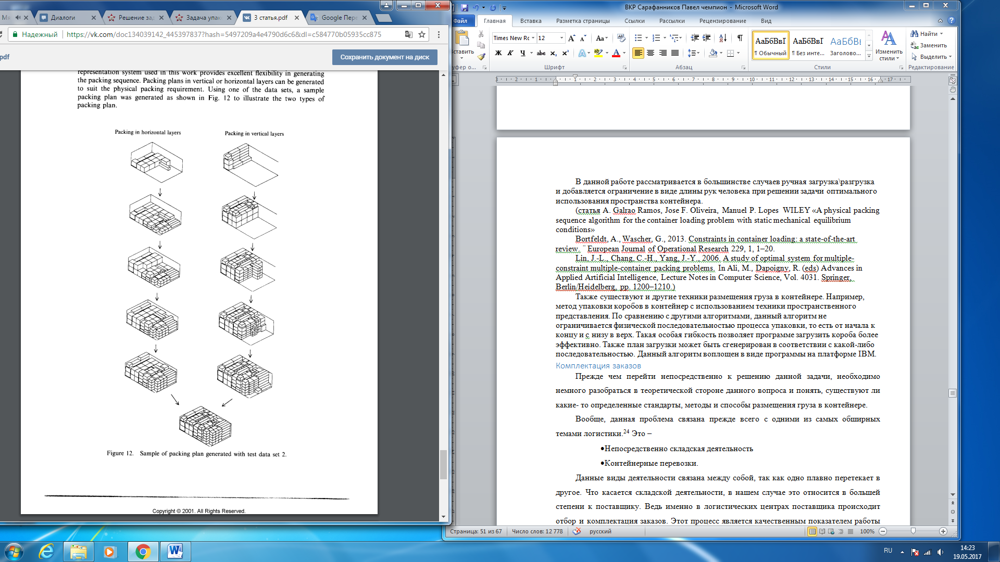 Диалоги
Решение за
Задача упак
3 статья.pdf
Google Пере
Надежный
https://vk.com/doc134039142_445397837?hash=5497209a4e4790d6c6&dl=c584770b05935cc875
pdf
Сохранить документ на диск
representation system used in this work provides excellent flexibility in generating
the packing sequence. Packing plans in vertical or horizontal layers can be generated
to suit the physical packing requirement. Using one of the data sets, a sample
packing plan was generated as shown in Fig. 12 to illustrate the two types of
packing plan.
Packing in horizontal layers
Packing in vertical layers
Figure 12. Sample of packing plan generated with test data set 2.
Copyright © 2001. All Rights Reserved.
ВКР Сарафанников Павел чемпион - Microsoft Word
Файл
Главная
Вставка
Разметка страницы
Ссылки
Рассылки
Рецензирование
Вид
Вставить
Times New Rc
12
Ж К Ч abc x₂ x²
АаБбВвІ
АаБбВвІ
АаБбВв
¶ Обычный
¶ Без инте...
Заголово...
Изменить
стили
Найти
Заменить
Выделить
уфер о...
Шрифт
Абзац
Стили
Редактирование
3 2 1 1 2 3 4 5 6 7 8 9 10 11 12 13 14 15 16 17
В данной работе рассматривается в большинстве случаев ручная загрузка\разгрузка
и добавляется ограничение в виде длины рук человека при решении задачи оптимального
использования пространства контейнера.
(статья A. Galrao Ramos, Jose F. Oliveira, Manuel P. Lopes WILEY «A physical packing
sequence algorithm for the container loading problem with static mechanical equilibrium
conditions»
Bortfeldt, A., Wascher, G., 2013. Constraints in container loading: a state-of-the-art
review. ¨ European Journal of Operational Research 229, 1, 1–20.
Lin, J.-L., Chang, C.-H., Yang, J.-Y., 2006. A study of optimal system for multiple-
constraint multiple-container packing problems. In Ali, M., Dapoigny, R. (eds) Advances in
Applied Artificial Intelligence, Lecture Notes in Computer Science, Vol. 4031. Springer,
Berlin/Heidelberg, pp. 1200–1210.)
Также существуют и другие техники размещения груза в контейнере. Например,
метод упаковки коробов в контейнер с использованием техники пространственного
представления. По сравнению с другими алгоритмами, данный алгоритм не
ограничивается физической последовательностью процесса упаковки, то есть от начала к
концу и с низу в верх. Такая особая гибкость позволяет программе загрузить короба более
эффективно. Также план загрузки может быть сгенерирован в соответствии с какой-либо
последовательностью. Данный алгоритм воплощен в виде программы на платформе IBM.
Комплектация заказов
Прежде чем перейти непосредственно к решению данной задачи, необходимо
немного разобраться в теоретической стороне данного вопроса и понять, существуют ли
какие- то определенные стандарты, методы и способы размещения груза в контейнере.
Вообще, данная проблема связана прежде всего с одними из самых обширных
темами логистики.²⁴ Это –
•Непосредственно складская деятельность
•Контейнерные перевозки.
Данные виды деятельности связана между собой, так как одно плавно перетекает в
другое. Что касается складской деятельности, в нашем случае это относится в большей
степени к поставщику. Ведь именно в логистических центрах поставщика происходит
отбор и комплектация заказов. Этот процесс является качественным показателем работы
Страница: 51 из 67
Число слов: 12 778
русский
100%
RU
14:23
19.05.2017